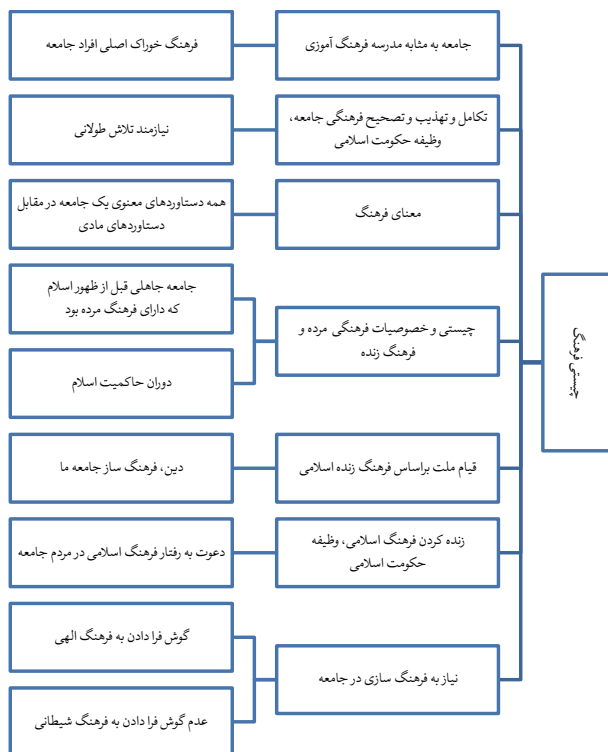 چیستی فرهنگ
جامعه به مثابه مدرسه فرهنگ آموزی
فرهنگ خوراک اصلی افراد جامعه
تکامل و تهذیب و تصحیح فرهنگی جامعه،
وظیفه حکومت اسلامی
نیازمند تلاش طولانی
معنای فرهنگ
همه دستاوردهای معنوی یک جامعه در مقابل
دستاوردهای مادی
چیستی و خصوصیات فرهنگی مرده و
فرهنگ زنده
جامعه جاهلی قبل از ظهور اسلام
که دارای فرهنگ مرده بود
دوران حاکمیت اسلام
قیام ملت براساس فرهنگ زنده اسلامی
دین، فرهنگ ساز جامعه ما
زنده کردن فرهنگ اسلامی، وظیفه
حکومت اسلامی
دعوت به رفتار فرهنگ اسلامی در مردم جامعه
نیاز به فرهنگ سازی در جامعه
گوش فرا دادن به فرهنگ الهی
عدم گوش فرا دادن به فرهنگ شیطانی